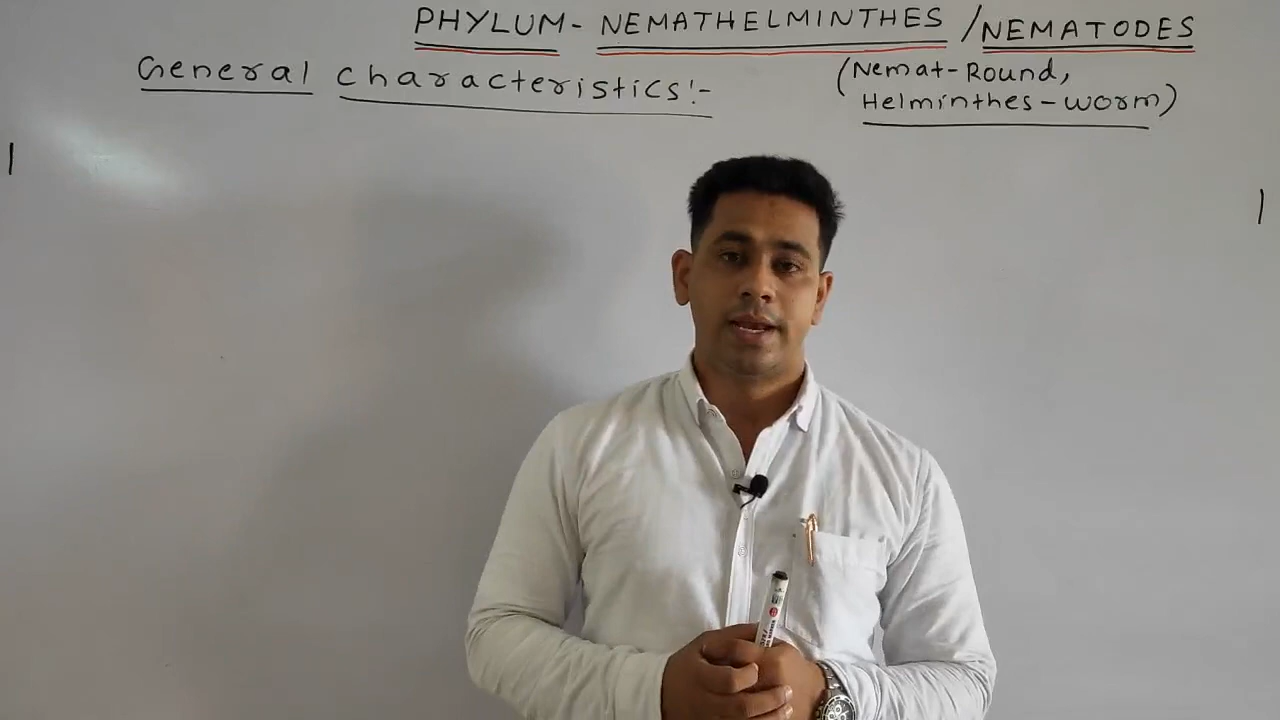 PHYLUM- NEMATHELMINTHES /NEMATODES
General characteristics:-
(Nemat-Round,
Helminthes-worm)